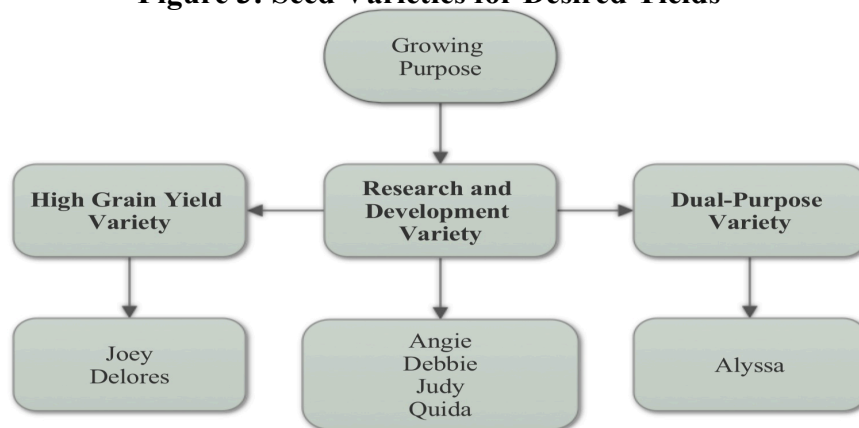 Figure Seed Varieties for Desired Yields
Growing
Purpose
High Grain Yield
Variety
Research and
Development
Variety
Dual-Purpose
Variety
Joey
Delores
Angie
Debbie
Judy
Quida
Alyssa